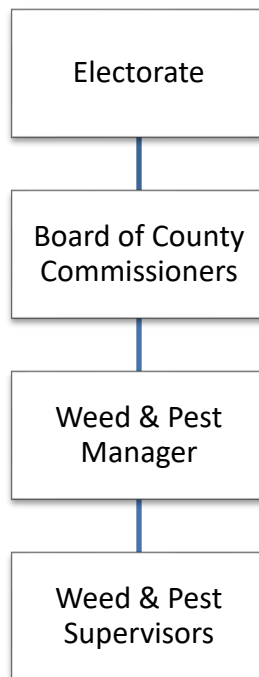 Electorate
Board of County
Commissioners
Weed & Pest
Manager
Weed & Pest
Supervisors